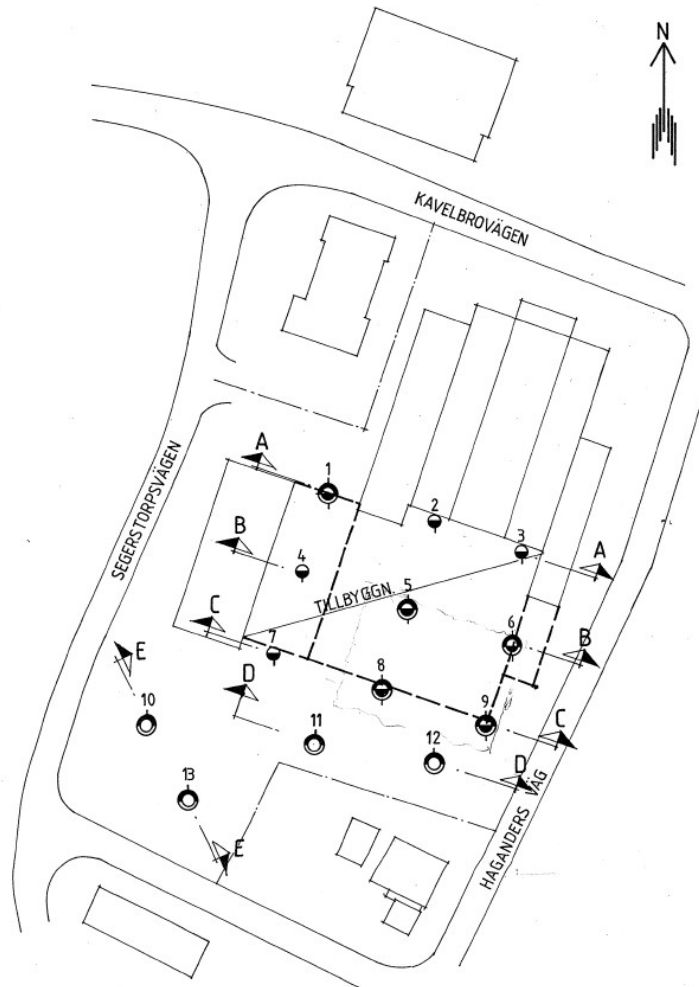 N
KAVELBROVÄGEN
SEGERSTORPSVÄGEN
A
1
2
3
A
B
4
5
TILLBYGGN.
6
B
C
7
8
9
C
E
D
10
11
12
D
13
E
HAGANDERS VÄG